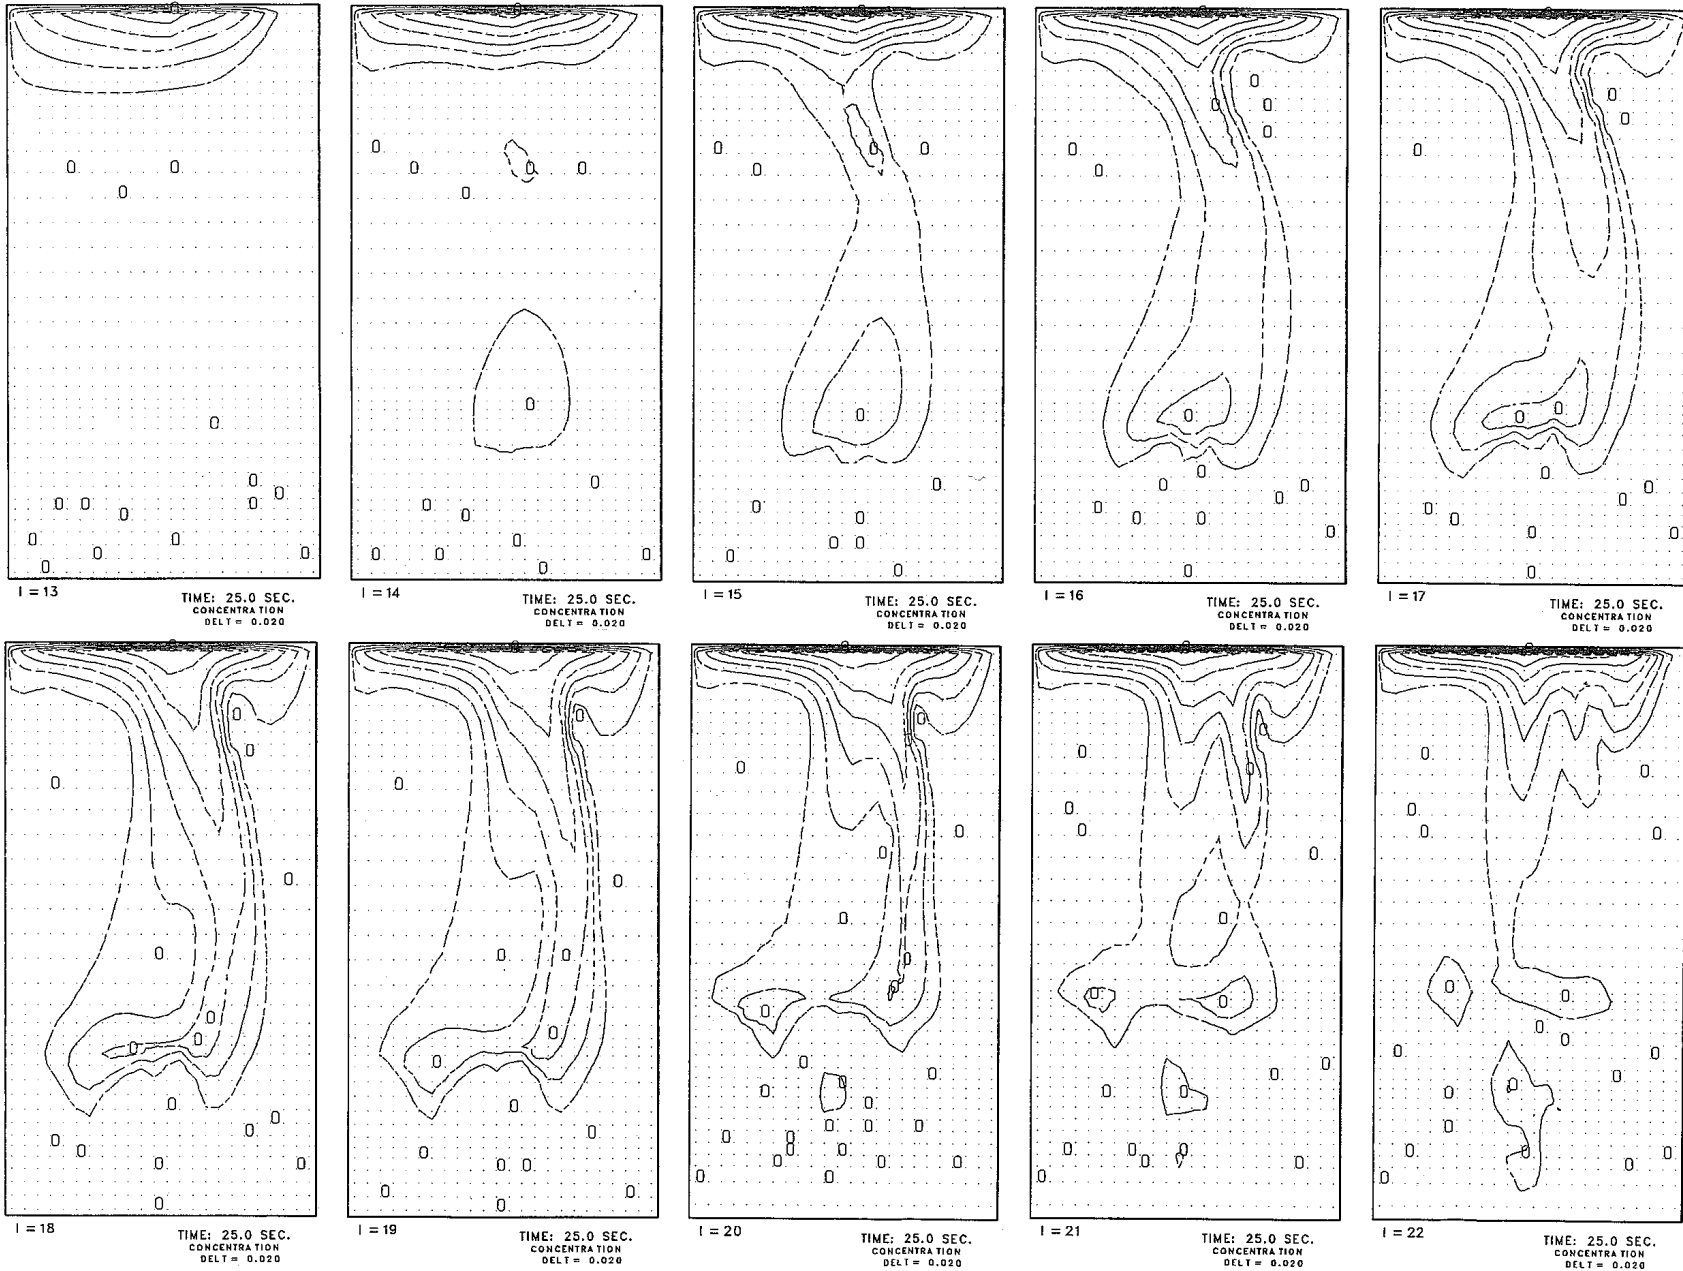 I = 13
TIME: 25.0 SEC.
CONCENTRATION
DELT = 0.020
I = 14
TIME: 25.0 SEC.
CONCENTRATION
DELT = 0.020
I = 15
TIME: 25.0 SEC.
CONCENTRATION
DELT = 0.020
I = 16
TIME: 25.0 SEC.
CONCENTRATION
DELT = 0.020
I = 17
TIME: 25.0 SEC.
CONCENTRATION
DELT = 0.020
I = 18
TIME: 25.0 SEC.
CONCENTRATION
DELT = 0.020
I = 19
TIME: 25.0 SEC.
CONCENTRATION
DELT = 0.020
I = 20
TIME: 25.0 SEC.
CONCENTRATION
DELT = 0.020
I = 21
TIME: 25.0 SEC.
CONCENTRATION
DELT = 0.020
I = 22
TIME: 25.0 SEC.
CONCENTRATION
DELT = 0.020